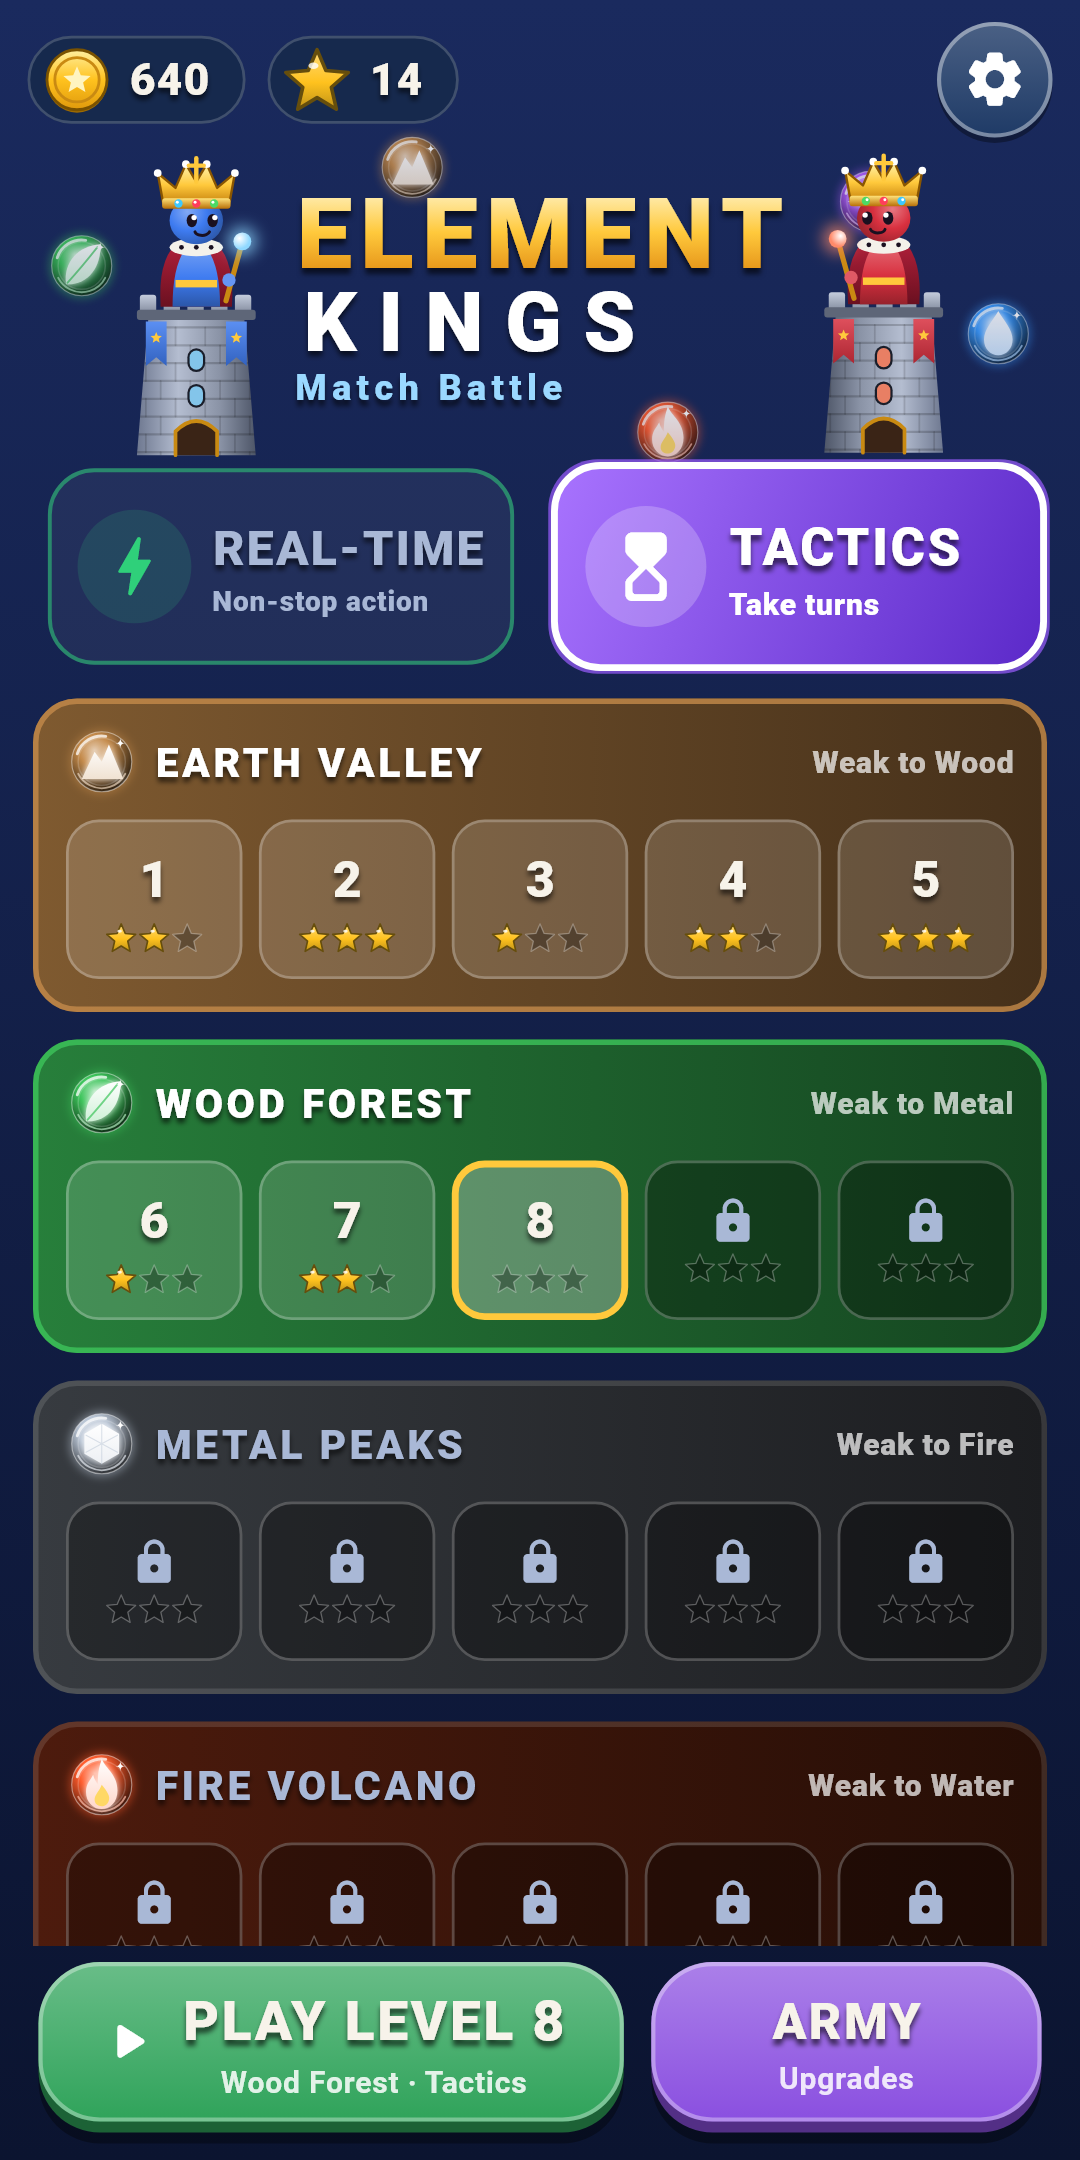 640
14
ELEMENT
KINGS
Match Battle
REAL-TIME
Non-stop action
TACTICS
Take turns
EARTH VALLEY
Weak to Wood
1
2
3
4
5
WOOD FOREST
Weak to Metal
6
7
8
METAL PEAKS
Weak to Fire
FIRE VOLCANO
Weak to Water
PLAY LEVEL 8
Wood Forest · Tactics
ARMY
Upgrades